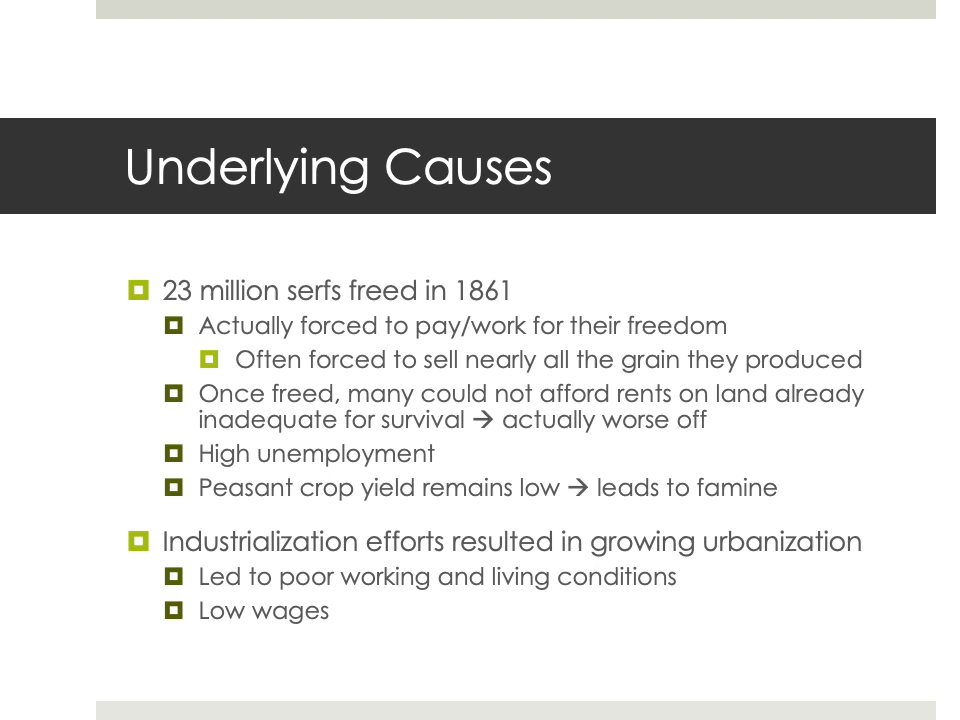 Underlying Causes
23 million serfs freed in 1861
Actually forced to pay/work for their freedom
Often forced to sell nearly all the grain they produced
Once freed, many could not afford rents on land already
inadequate for survival → actually worse off
High unemployment
Peasant crop yield remains low → leads to famine
Industrialization efforts resulted in growing urbanization
Led to poor working and living conditions
Low wages